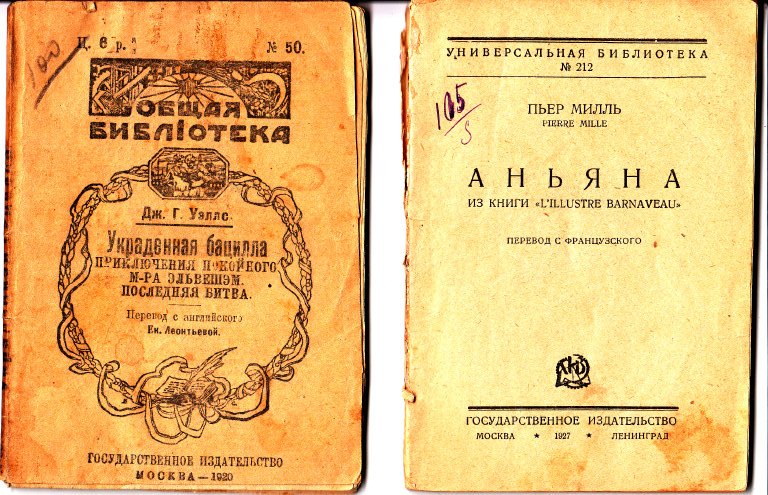 100
Ц. 6 р.
№ 50.
ОБЩАЯ
БИБЛІОТЕКА
Дж. Г. Уэллс.
Украденная бацилла
ПРИКЛЮЧЕНИЯ ПОКОЙНОГО
М-РА ЭЛЬВЕШЭМ.
ПОСЛЕДНЯЯ БИТВА.
Перевод с английского
Ек. Леонтьевой.
ГОСУДАРСТВЕННОЕ ИЗДАТЕЛЬСТВО
МОСКВА — 1920
УНИВЕРСАЛЬНАЯ БИБЛИОТЕКА
№ 212
105
ПЬЕР МИЛЛЬ
PIERRE MILLE
АНЬЯНА
ИЗ КНИГИ «L'ILLUSTRE BARNAVEAU»
ПЕРЕВОД С ФРАНЦУЗСКОГО
ГОСУДАРСТВЕННОЕ ИЗДАТЕЛЬСТВО
МОСКВА ★ 1927 ★ ЛЕНИНГРАД